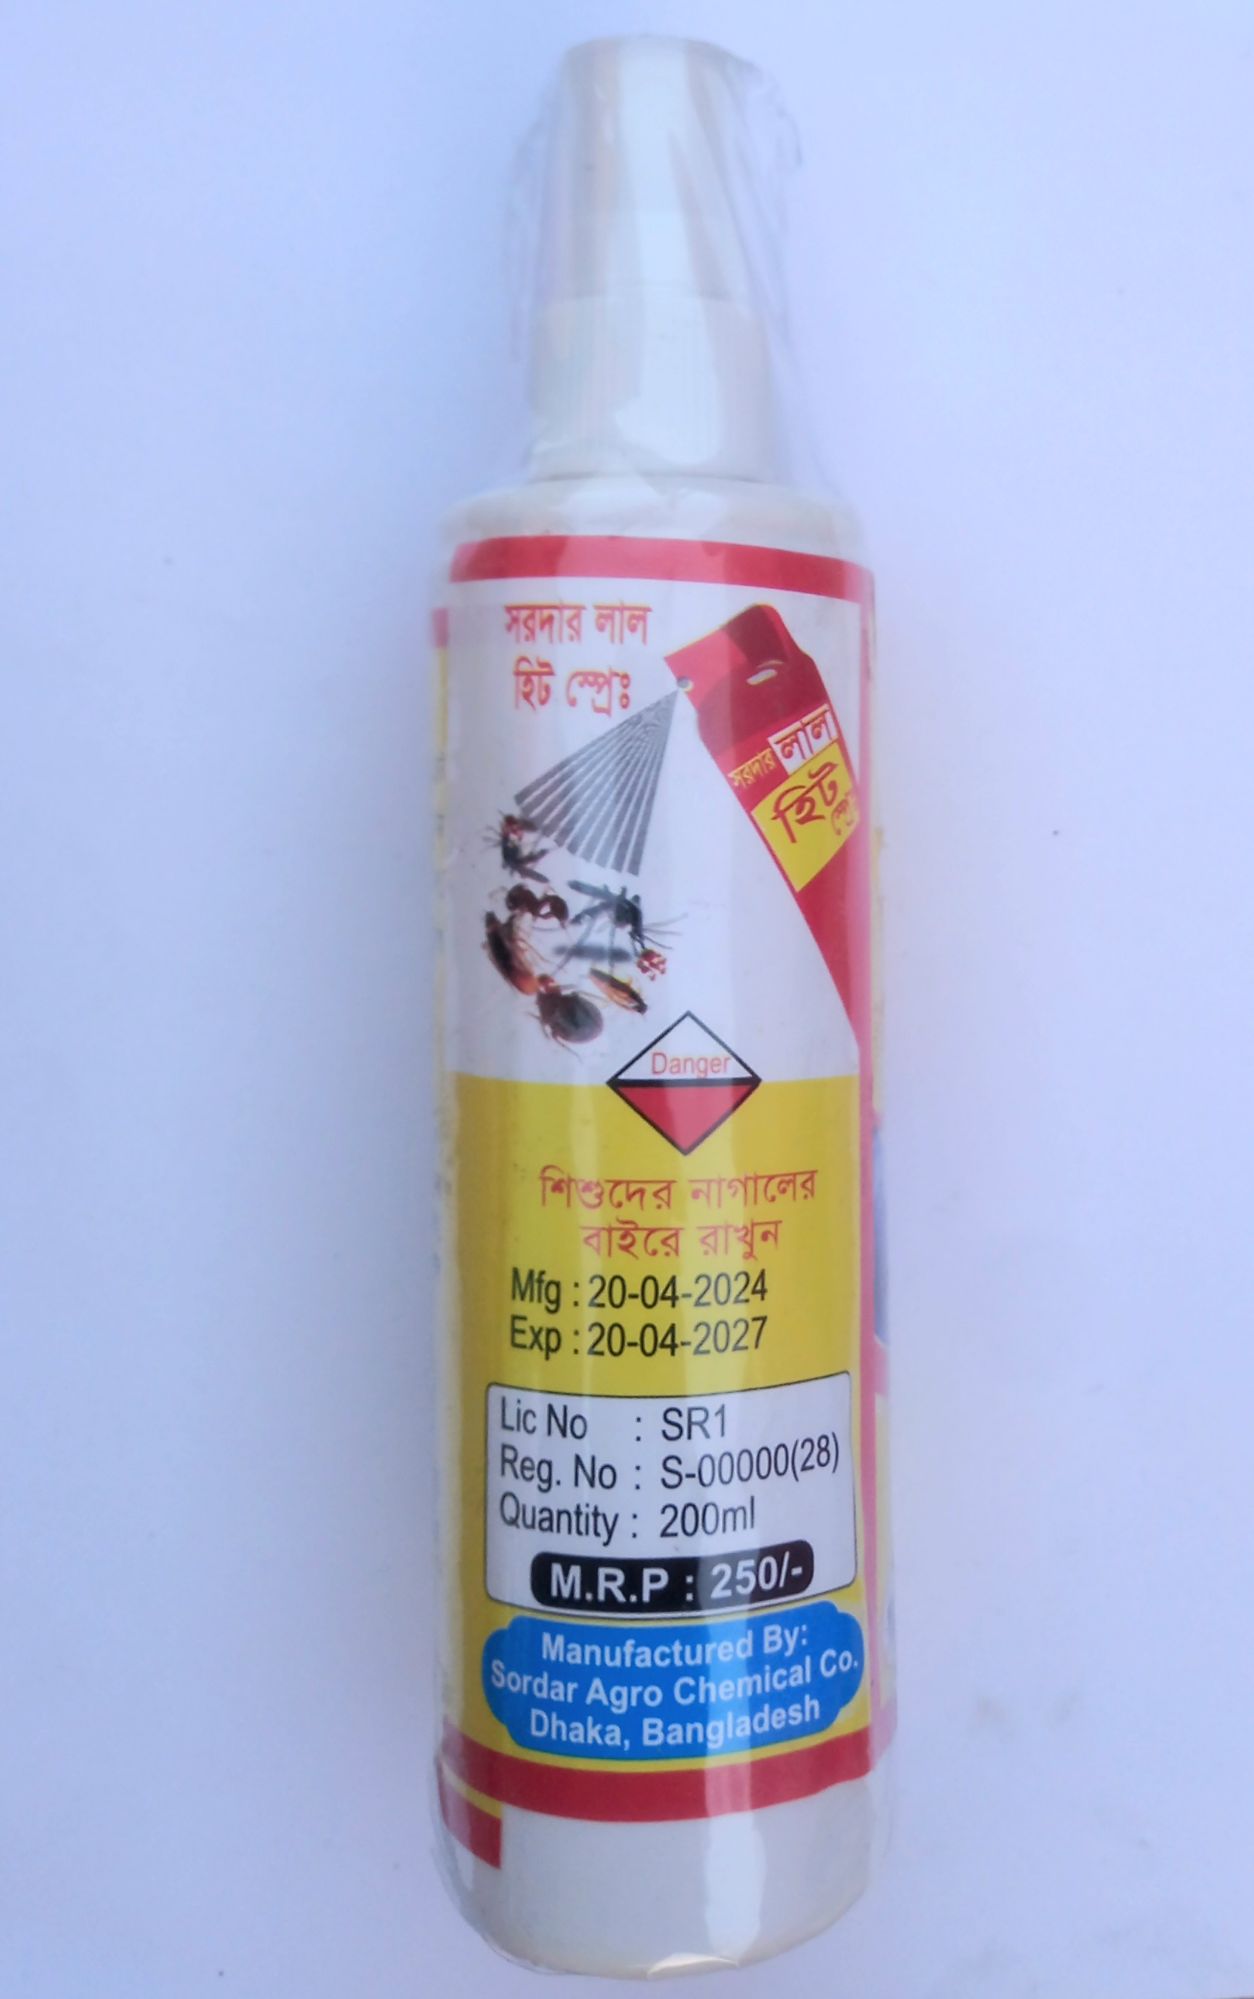 সরদার লাল
হিট স্প্রেঃ
সরদার লাল
হিট
স্প্রেঃ
Danger
শিশুদের নাগালের
বাইরে রাখুন
Mfg : 20-04-2024
Exp : 20-04-2027
Lic No : SR1
Reg. No : S-00000(28)
Quantity : 200ml
M.R.P : 250/-
Manufactured By:
Sordar Agro Chemical Co.
Dhaka, Bangladesh